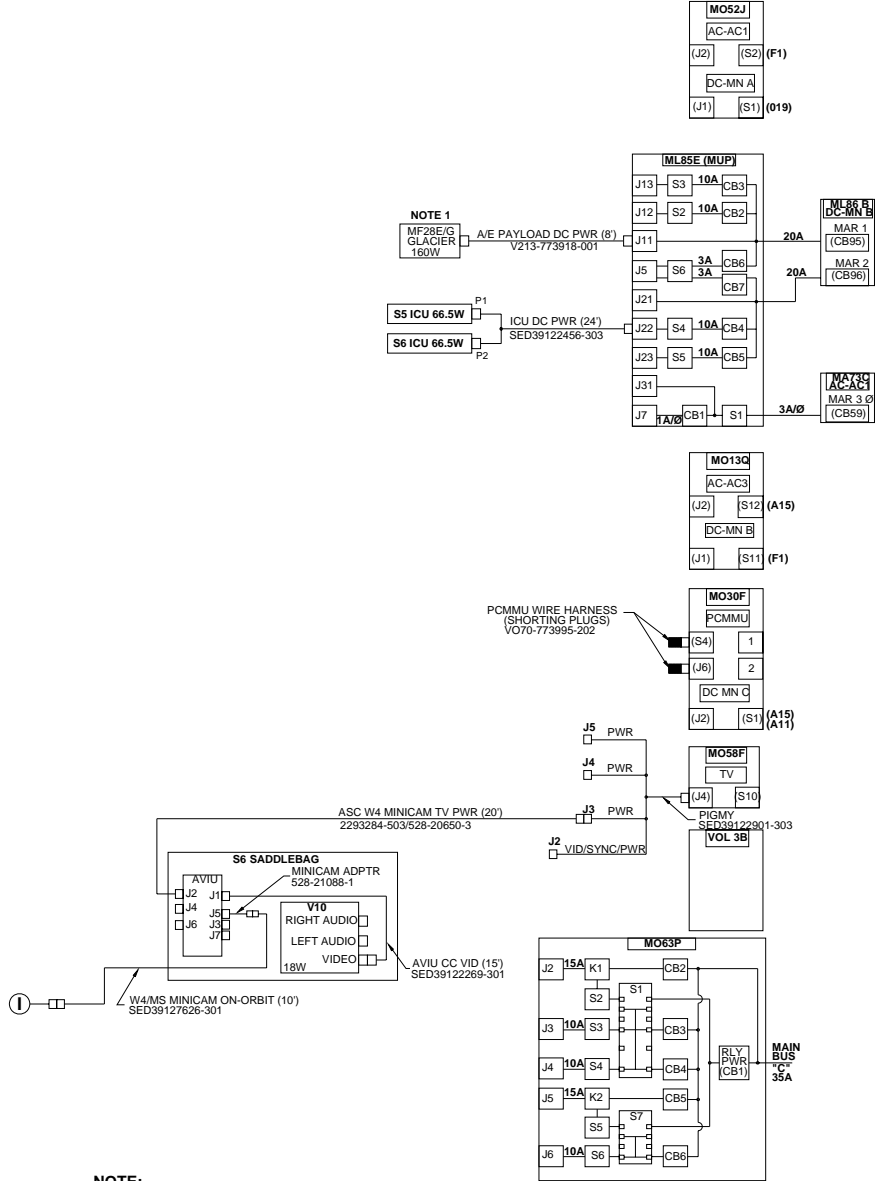 MO52J
AC-AC1
(J2) (S2) (F1)
DC-MN A
(J1) (S1) (019)
ML85E (MUP)
J13 S3 10A CB3
J12 S2 10A CB2
J11
J5 S6 3A CB6
3A CB7
J21
J22 S4 10A CB4
J23 S5 10A CB5
J31
J7 1A/Ø CB1 S1 3A/Ø
20A
20A
ML86 B
DC-MN B
MAR 1
(CB95)
MAR 2
(CB96)
MA73C
AC-AC1
MAR 3 Ø
(CB59)
NOTE 1
MF28E/G
GLACIER
160W
A/E PAYLOAD DC PWR (8')
V213-773918-001
S5 ICU 66.5W P1
S6 ICU 66.5W P2
ICU DC PWR (24')
SED39122456-303
MO13Q
AC-AC3
(J2) (S12) (A15)
DC-MN B
(J1) (S11) (F1)
MO30F
PCMMU
(S4) 1
(J6) 2
DC MN C
(J2) (S1) (A15)
(A11)
PCMMU WIRE HARNESS
(SHORTING PLUGS)
VO70-773995-202
J5 PWR
J4 PWR
J3 PWR
J2 VID/SYNC/PWR
MO58F
TV
(J4) (S10)
PIGMY
SED39122901-303
VOL 3B
ASC W4 MINICAM TV PWR (20')
2293284-503/528-20650-3
S6 SADDLEBAG
AVIU
J2 J1
J4 J5
J6 J3
J7
MINICAM ADPTR
528-21088-1
V10
RIGHT AUDIO
LEFT AUDIO
VIDEO
18W
AVIU CC VID (15')
SED39122269-301
I
W4/MS MINICAM ON-ORBIT (10')
SED39127626-301
MO63P
J2 15A K1 CB2
S2 S1
J3 10A S3 CB3
J4 10A S4 CB4
J5 15A K2 CB5
S5 S7
J6 10A S6 CB6
RLY
PWR
(CB1)
MAIN
BUS
"C"
35A
NOTE: